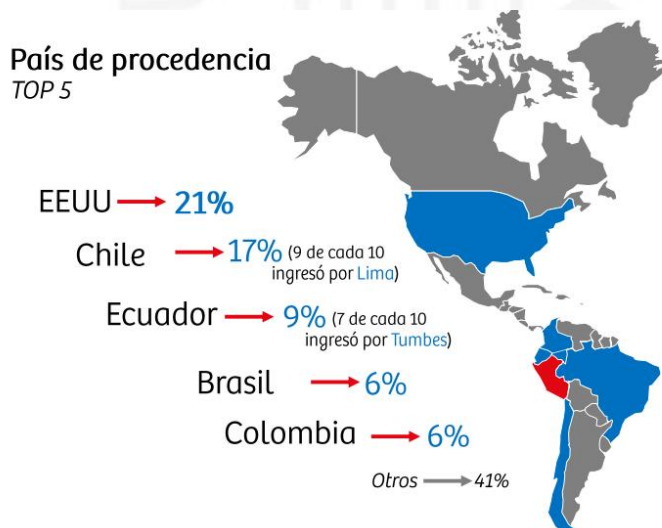 País de procedencia
TOP 5
EEUU 21%
Chile 17% (9 de cada 10
ingresó por Lima)
Ecuador 9% (7 de cada 10
ingresó por Tumbes)
Brasil 6%
Colombia 6%
Otros 41%